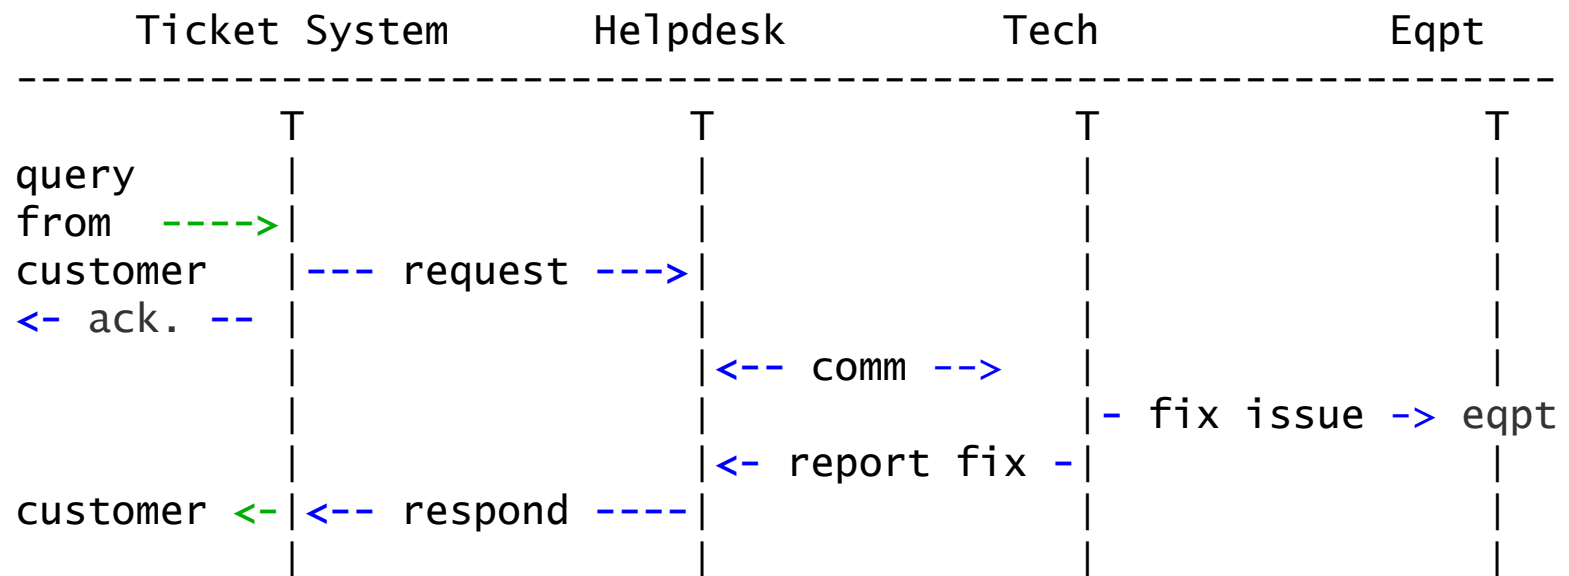 Ticket System Helpdesk Tech Eqpt
----------------------------------------------------------------
T T T T
query | | | |
from ---->| | | |
customer |--- request --->| | |
<- ack. -- | | | |
| |<-- comm --> | |
| | |- fix issue -> eqpt
| |<- report fix -| |
customer <-|<-- respond ----| | |
| | | |